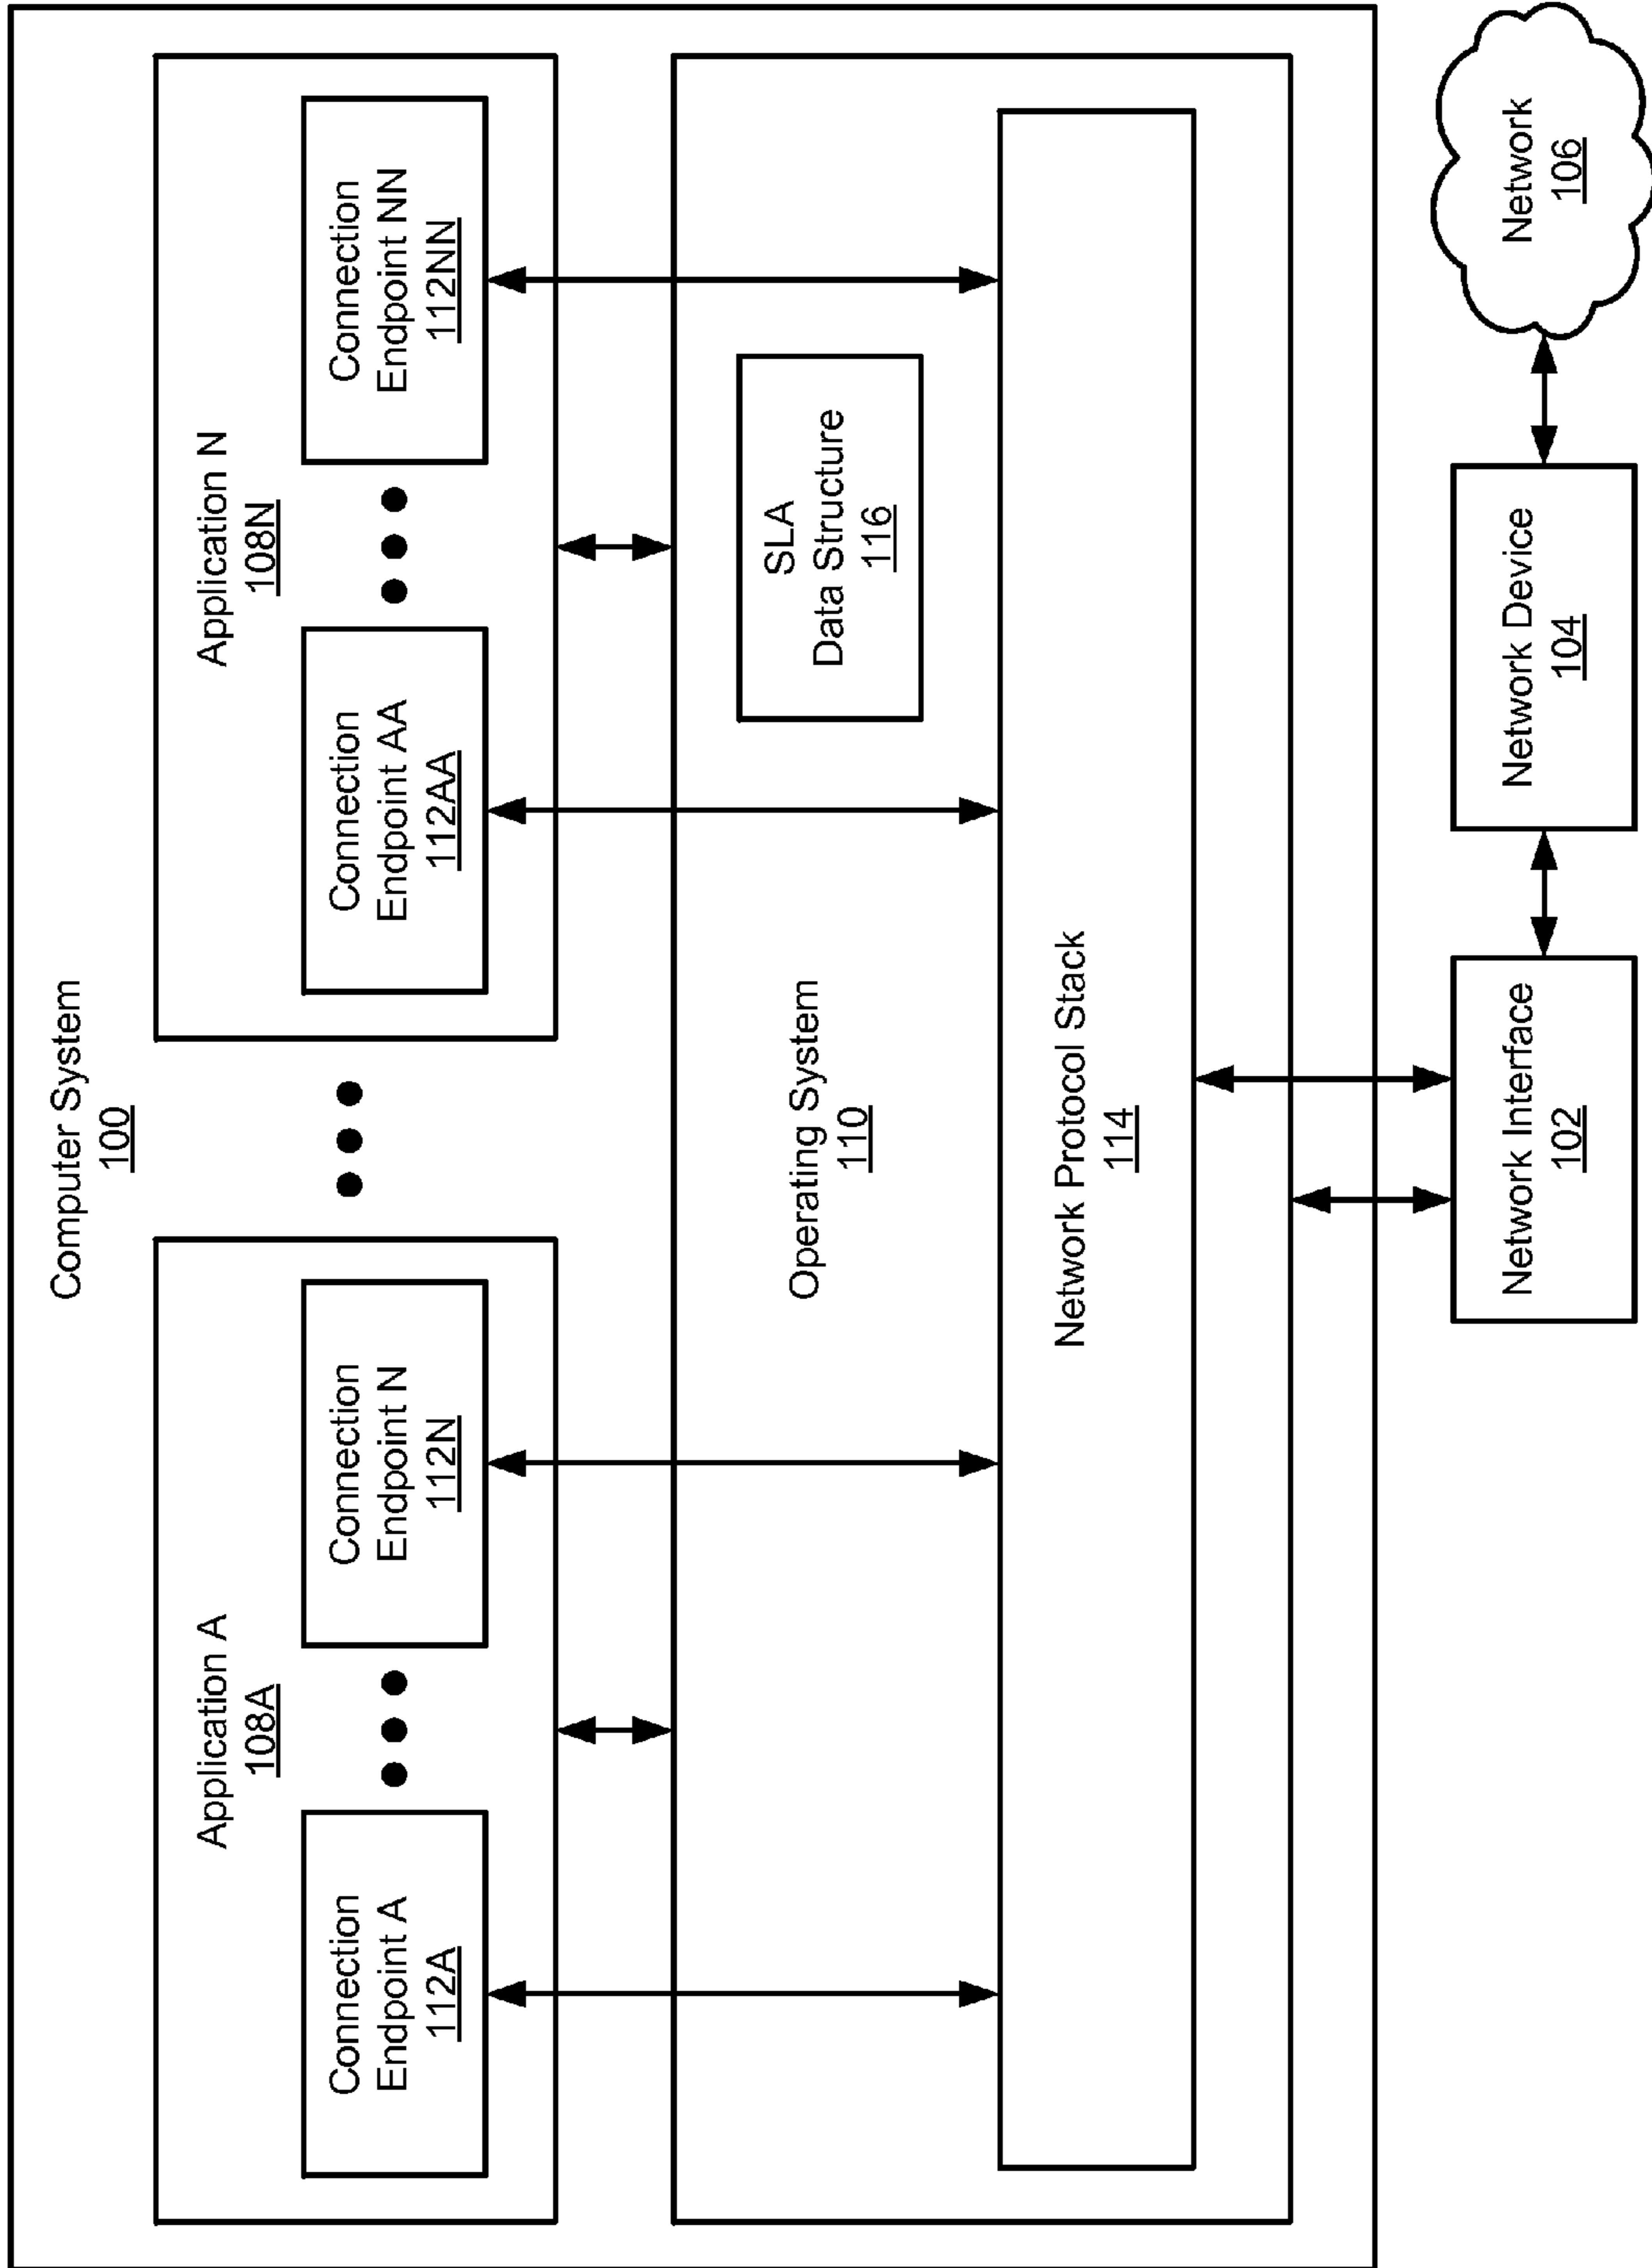 Computer System
100
Application A
108A
Connection
Endpoint A
112A
Connection
Endpoint N
112N
Application N
108N
Connection
Endpoint AA
112AA
Connection
Endpoint NN
112NN
Operating System
110
SLA
Data Structure
116
Network Protocol Stack
114
Network Interface
102
Network Device
104
Network
106